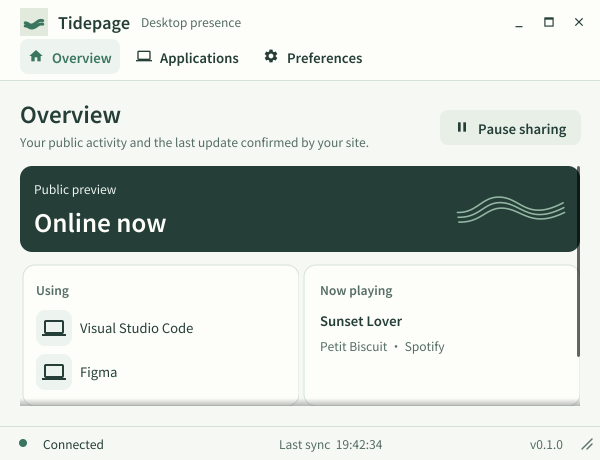 Tidepage Desktop presence
Overview Applications Preferences
Overview
Your public activity and the last update confirmed by your site.
Pause sharing
Public preview
Online now
Using
Visual Studio Code
Figma
Now playing
Sunset Lover
Petit Biscuit • Spotify
Connected
Last sync 19:42:34
v0.1.0